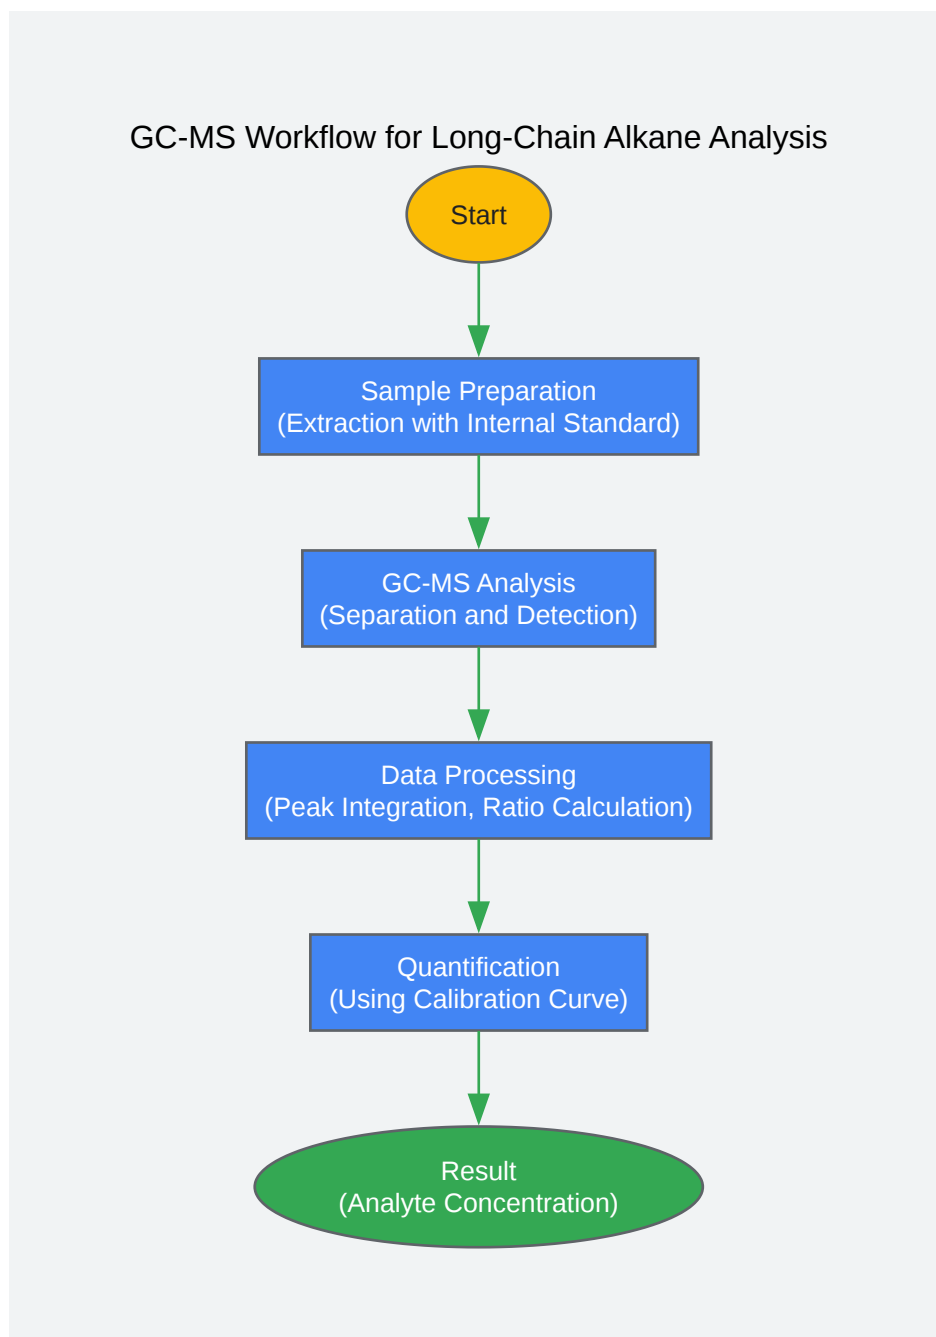 GC-MS Workflow for Long-Chain Alkane Analysis
Start
Sample Preparation
(Extraction with Internal Standard)
GC-MS Analysis
(Separation and Detection)
Data Processing
(Peak Integration, Ratio Calculation)
Quantification
(Using Calibration Curve)
Result
(Analyte Concentration)